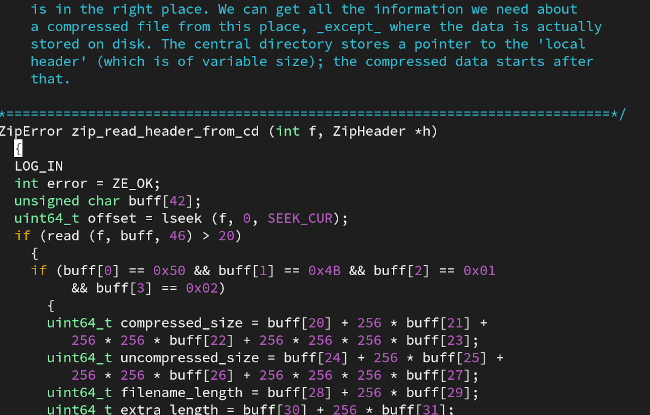 is in the right place. We can get all the information we need about
a compressed file from this place, _except_ where the data is actually
stored on disk. The central directory stores a pointer to the 'local
header' (which is of variable size); the compressed data starts after
that.
*==========================================================================*/
ZipError zip_read_header_from_cd (int f, ZipHeader *h)
{
LOG_IN
int error = ZE_OK;
unsigned char buff[42];
uint64_t offset = lseek (f, 0, SEEK_CUR);
if (read (f, buff, 46) > 20)
{
if (buff[0] == 0x50 && buff[1] == 0x4B && buff[2] == 0x01
&& buff[3] == 0x02)
{
uint64_t compressed_size = buff[20] + 256 * buff[21] +
256 * 256 * buff[22] + 256 * 256 * 256 * buff[23];
uint64_t uncompressed_size = buff[24] + 256 * buff[25] +
256 * 256 * buff[26] + 256 * 256 * 256 * buff[27];
uint64_t filename_length = buff[28] + 256 * buff[29];
uint64_t extra_length = buff[30] + 256 * buff[31];